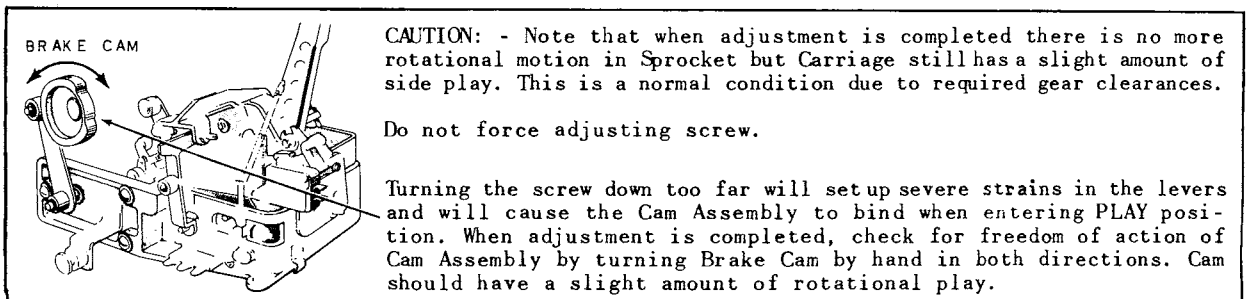 BRAKE CAM
CAUTION: - Note that when adjustment is completed there is no more
rotational motion in Sprocket but Carriage still has a slight amount of
side play. This is a normal condition due to required gear clearances.
Do not force adjusting screw.
Turning the screw down too far will set up severe strains in the levers
and will cause the Cam Assembly to bind when entering PLAY posi-
tion. When adjustment is completed, check for freedom of action of
Cam Assembly by turning Brake Cam by hand in both directions. Cam
should have a slight amount of rotational play.